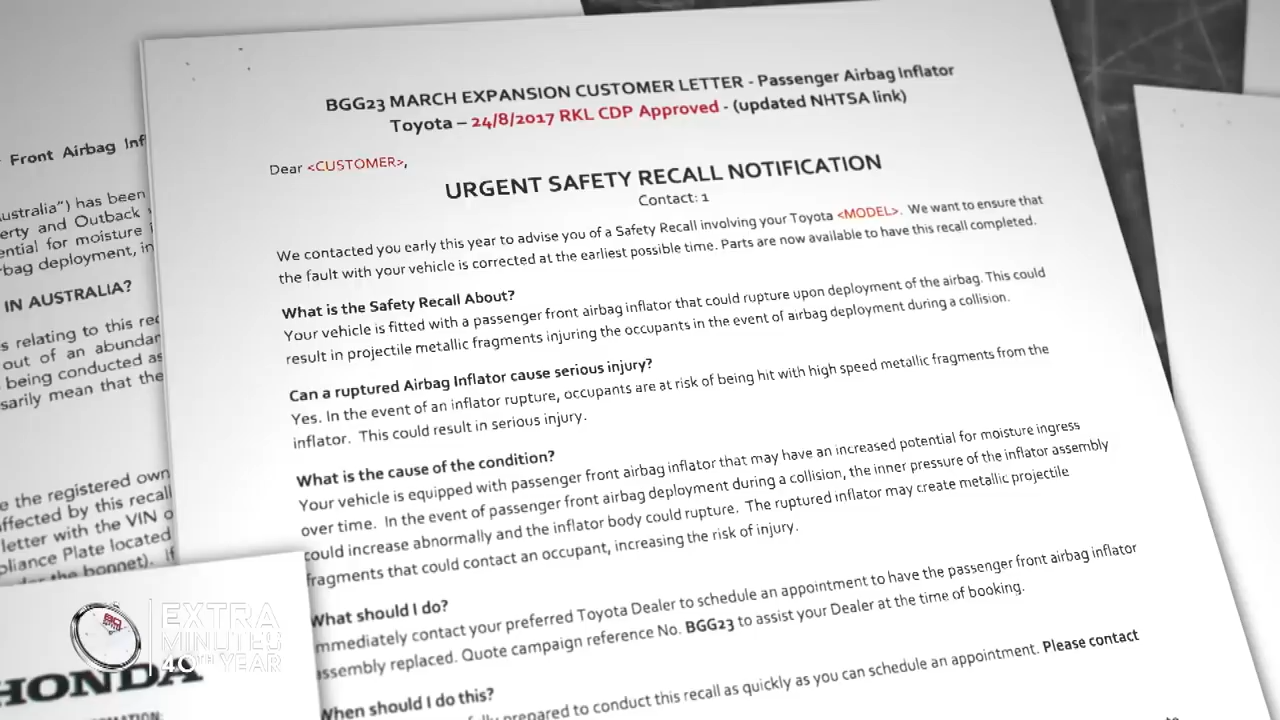 BGG23 MARCH EXPANSION CUSTOMER LETTER - Passenger Airbag Inflator
Toyota – 24/8/2017 RKL CDP Approved - (updated NHTSA link)
Dear <CUSTOMER>,
URGENT SAFETY RECALL NOTIFICATION
Contact: 1
We contacted you early this year to advise you of a Safety Recall involving your Toyota <MODEL>. We want to ensure that
the fault with your vehicle is corrected at the earliest possible time. Parts are now available to have this recall completed.
What is the Safety Recall About?
Your vehicle is fitted with a passenger front airbag inflator that could rupture upon deployment of the airbag. This could
result in projectile metallic fragments injuring the occupants in the event of airbag deployment during a collision.
Can a ruptured Airbag Inflator cause serious injury?
Yes. In the event of an inflator rupture, occupants are at risk of being hit with high speed metallic fragments from the
inflator. This could result in serious injury.
What is the cause of the condition?
Your vehicle is equipped with passenger front airbag inflator that may have an increased potential for moisture ingress
over time. In the event of passenger front airbag deployment during a collision, the inner pressure of the inflator assembly
could increase abnormally and the inflator body could rupture. The ruptured inflator may create metallic projectile
fragments that could contact an occupant, increasing the risk of injury.
What should I do?
mmediately contact your preferred Toyota Dealer to schedule an appointment to have the passenger front airbag inflator
assembly replaced. Quote campaign reference No. BGG23 to assist your Dealer at the time of booking.
When should I do this?
prepared to conduct this recall as quickly as you can schedule an appointment. Please contact
Front Airbag Inf
ustralia") has been
erty and Outback
ential for moisture
bag deployment, in
IN AUSTRALIA?
s relating to this rec
out of an abundan
being conducted as
sarily mean that the
e the registered own
ffected by this recall
letter with the VIN o
pliance Plate located
der the bonnet). If
EXTRA
MINUTES
40TH YEAR
HONDA